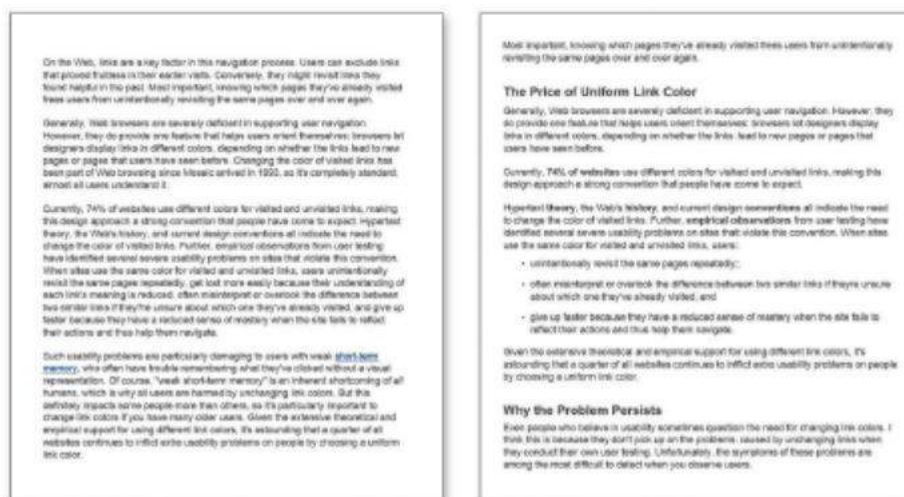 On the Web, links are a key factor in this navigation process. Users can exclude links
that proved fruitless in their earlier visits. Conversely, they might revisit links they
found helpful in the past. Most important, knowing which pages they've already visited
frees users from unintentionally revisiting the same pages over and over again.
Generally, Web browsers are severely deficient in supporting user navigation.
However, they do provide one feature that helps users orient themselves: browsers let
designers display links in different colors, depending on whether the links lead to new
pages or pages that users have seen before. Changing the color of visited links has
been part of Web browsing since Mosaic arrived in 1993, so it's completely standard;
almost all users understand it.
Currently, 74% of websites use different colors for visited and unvisited links, making
this design approach a strong convention that people have come to expect. Hypertext
theory, the Web's history, and current design conventions all indicate the need to
change the color of visited links. Further, empirical observations from user testing
have identified several severe usability problems on sites that violate this convention.
When sites use the same color for visited and unvisited links, users unintentionally
revisit the same pages repeatedly, get lost more easily because their understanding of
each link's meaning is reduced, often misinterpret or overlook the difference between
two similar links if they're unsure about which one they've already visited, and give up
faster because they have a reduced sense of mastery when the site fails to reflect
their actions and thus help them navigate.
Such usability problems are particularly damaging to users with weak short-term
memory, who often have trouble remembering what they've clicked without a visual
representation. Of course, "weak short-term memory" is an inherent shortcoming of all
humans, which is why all users are harmed by unchanging link colors. But this
definitely impacts some people more than others, so it's particularly important to
change link colors if you have many older users. Given the extensive theoretical and
empirical support for using different link colors, it's astounding that a quarter of all
websites continues to inflict extra usability problems on people by choosing a uniform
link color.
Most important, knowing which pages they've already visited frees users from unintentionally
revisiting the same pages over and over again.
The Price of Uniform Link Color
Generally, Web browsers are severely deficient in supporting user navigation. However, they
do provide one feature that helps users orient themselves: browsers let designers display
links in different colors, depending on whether the links lead to new pages or pages that
users have seen before.
Currently, 74% of websites use different colors for visited and unvisited links, making this
design approach a strong convention that people have come to expect.
Hypertext theory, the Web's history, and current design conventions all indicate the need
to change the color of visited links. Further, empirical observations from user testing have
identified several severe usability problems on sites that violate this convention. When sites
use the same color for visited and unvisited links, users:
• unintentionally revisit the same pages repeatedly;
• often misinterpret or overlook the difference between two similar links if they're unsure
about which one they've already visited; and
• give up faster because they have a reduced sense of mastery when the site fails to
reflect their actions and thus help them navigate.
Given the extensive theoretical and empirical support for using different link colors, it's
astounding that a quarter of all websites continues to inflict extra usability problems on people
by choosing a uniform link color.
Why the Problem Persists
Even people who believe in usability sometimes question the need for changing link colors. I
think this is because they don't pick up on the problems caused by unchanging links when
they conduct their own user testing. Unfortunately, the symptoms of these problems are
among the most difficult to detect when you observe users.